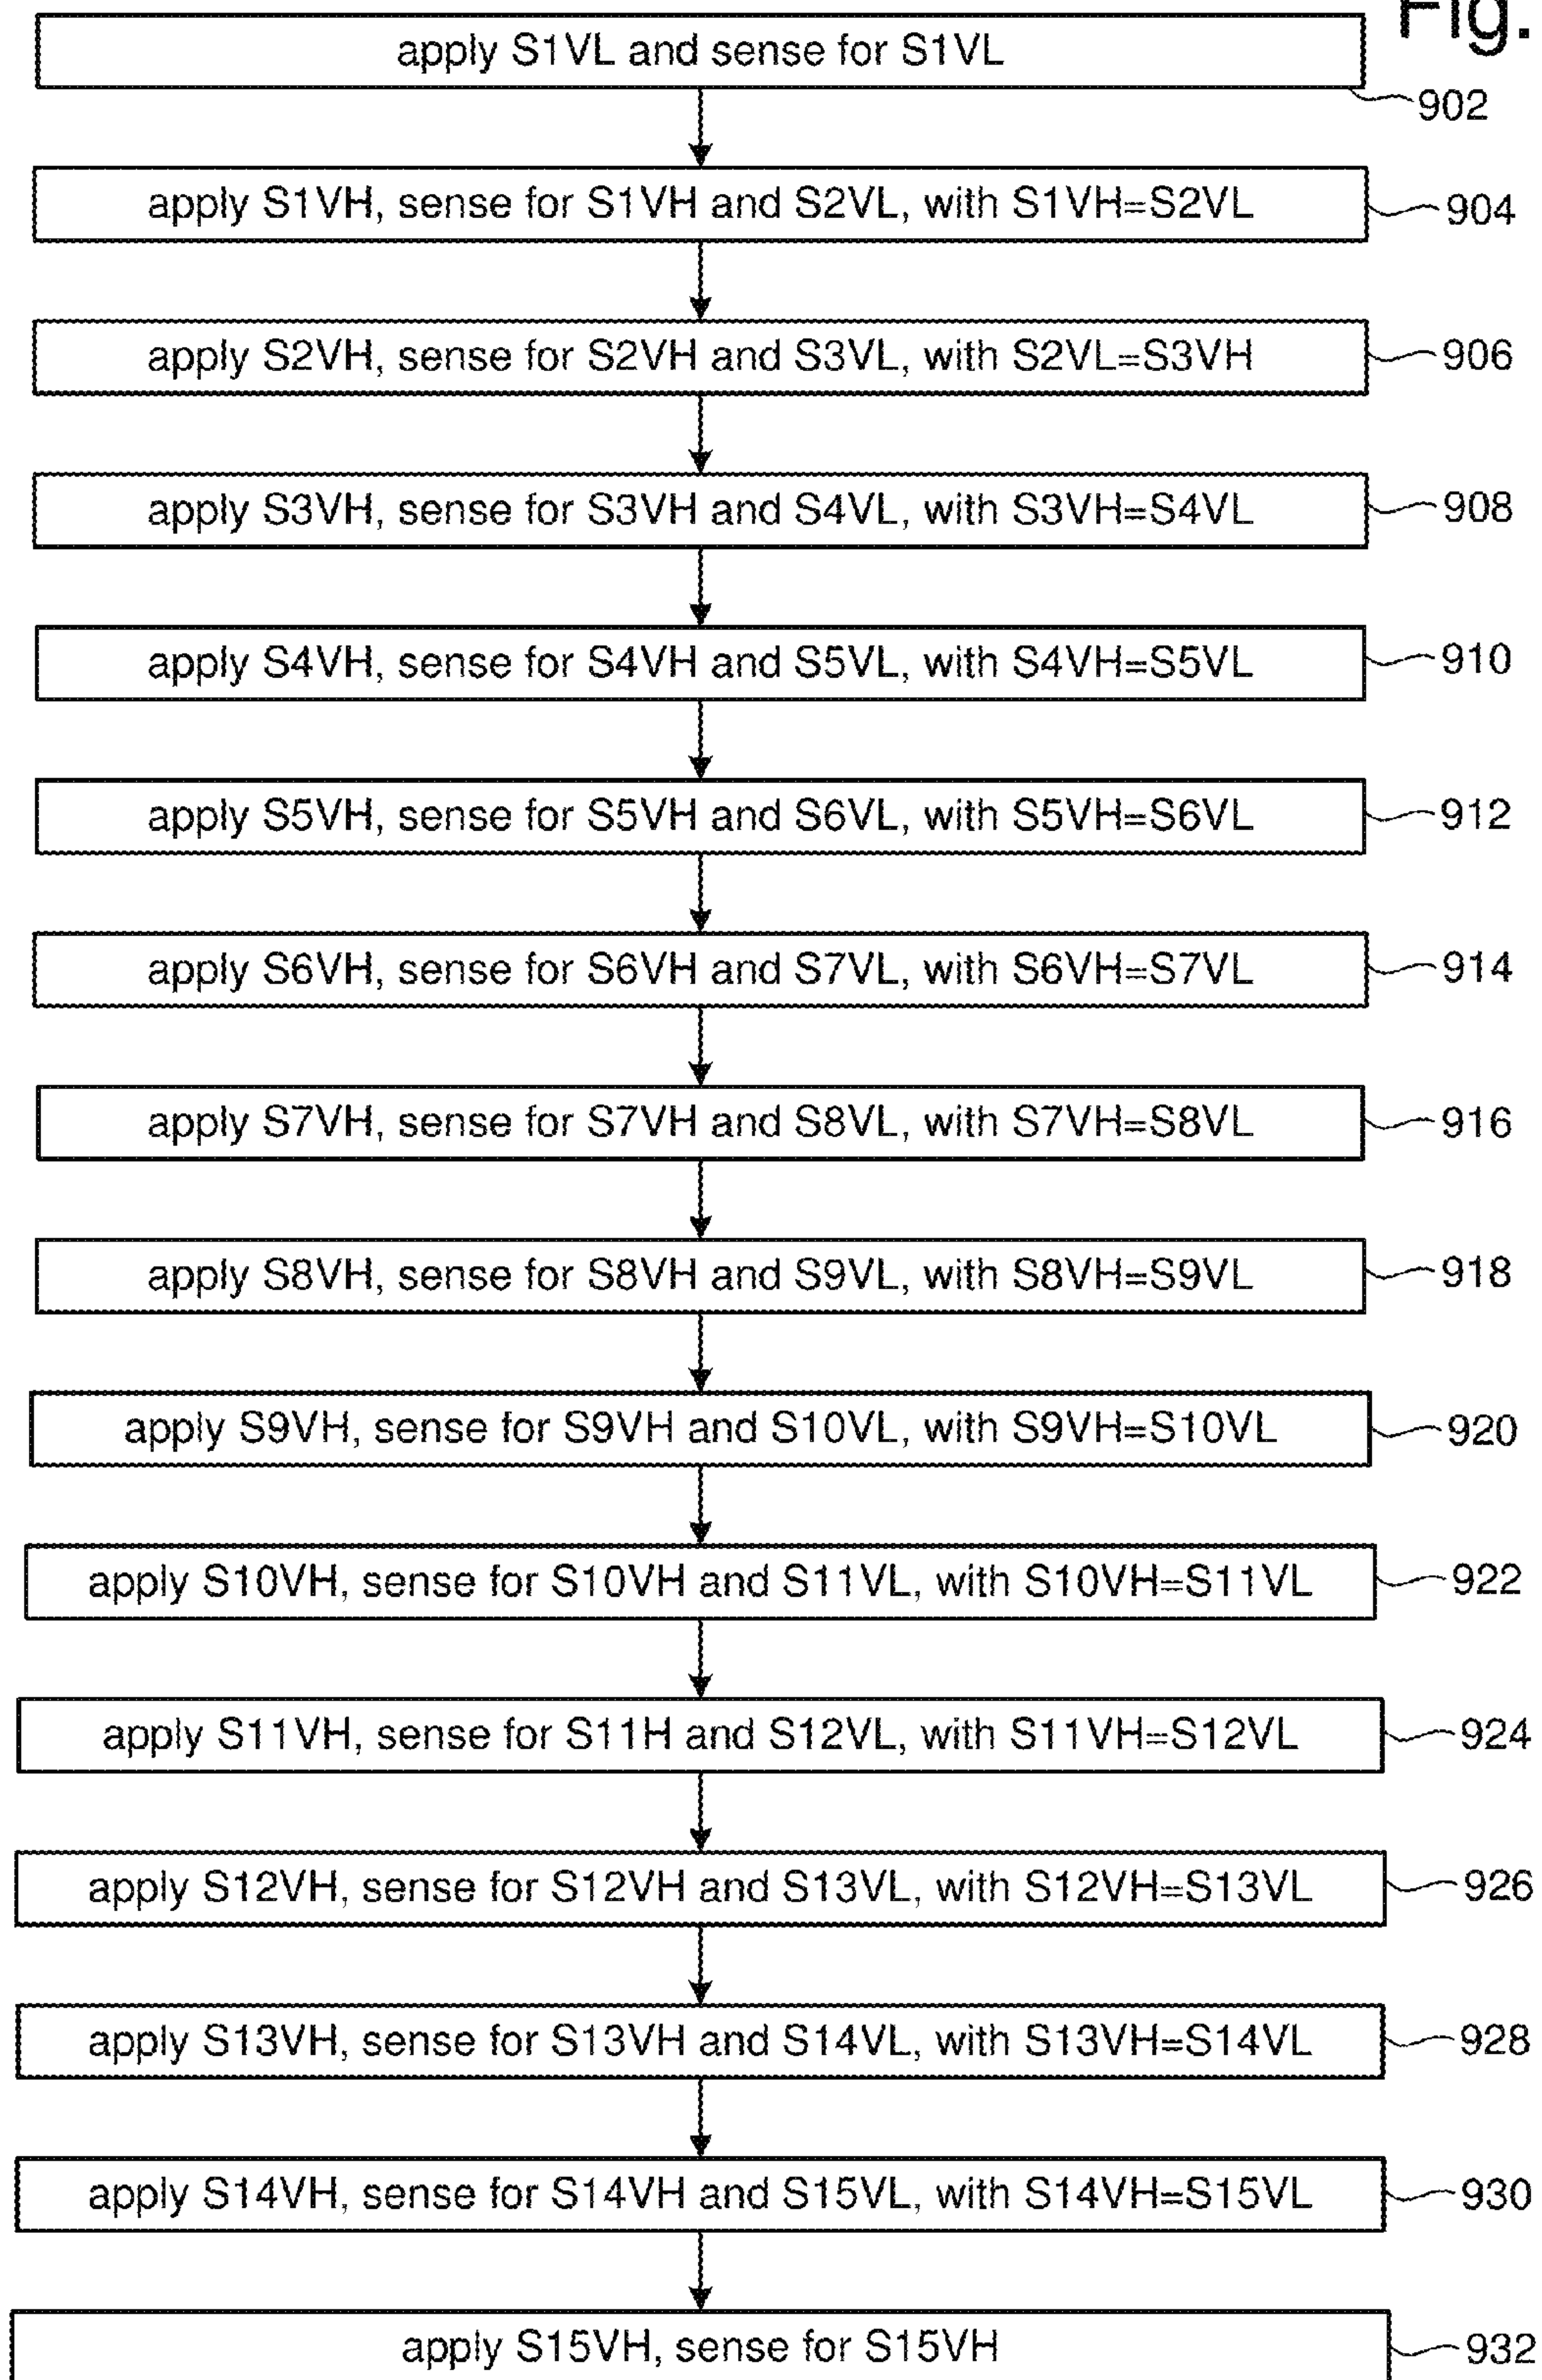 Fig.
apply S1VL and sense for S1VL
902
apply S1VH, sense for S1VH and S2VL, with S1VH=S2VL
904
apply S2VH, sense for S2VH and S3VL, with S2VL=S3VH
906
apply S3VH, sense for S3VH and S4VL, with S3VH=S4VL
908
apply S4VH, sense for S4VH and S5VL, with S4VH=S5VL
910
apply S5VH, sense for S5VH and S6VL, with S5VH=S6VL
912
apply S6VH, sense for S6VH and S7VL, with S6VH=S7VL
914
apply S7VH, sense for S7VH and S8VL, with S7VH=S8VL
916
apply S8VH, sense for S8VH and S9VL, with S8VH=S9VL
918
apply S9VH, sense for S9VH and S10VL, with S9VH=S10VL
920
apply S10VH, sense for S10VH and S11VL, with S10VH=S11VL
922
apply S11VH, sense for S11H and S12VL, with S11VH=S12VL
924
apply S12VH, sense for S12VH and S13VL, with S12VH=S13VL
926
apply S13VH, sense for S13VH and S14VL, with S13VH=S14VL
928
apply S14VH, sense for S14VH and S15VL, with S14VH=S15VL
930
apply S15VH, sense for S15VH
932